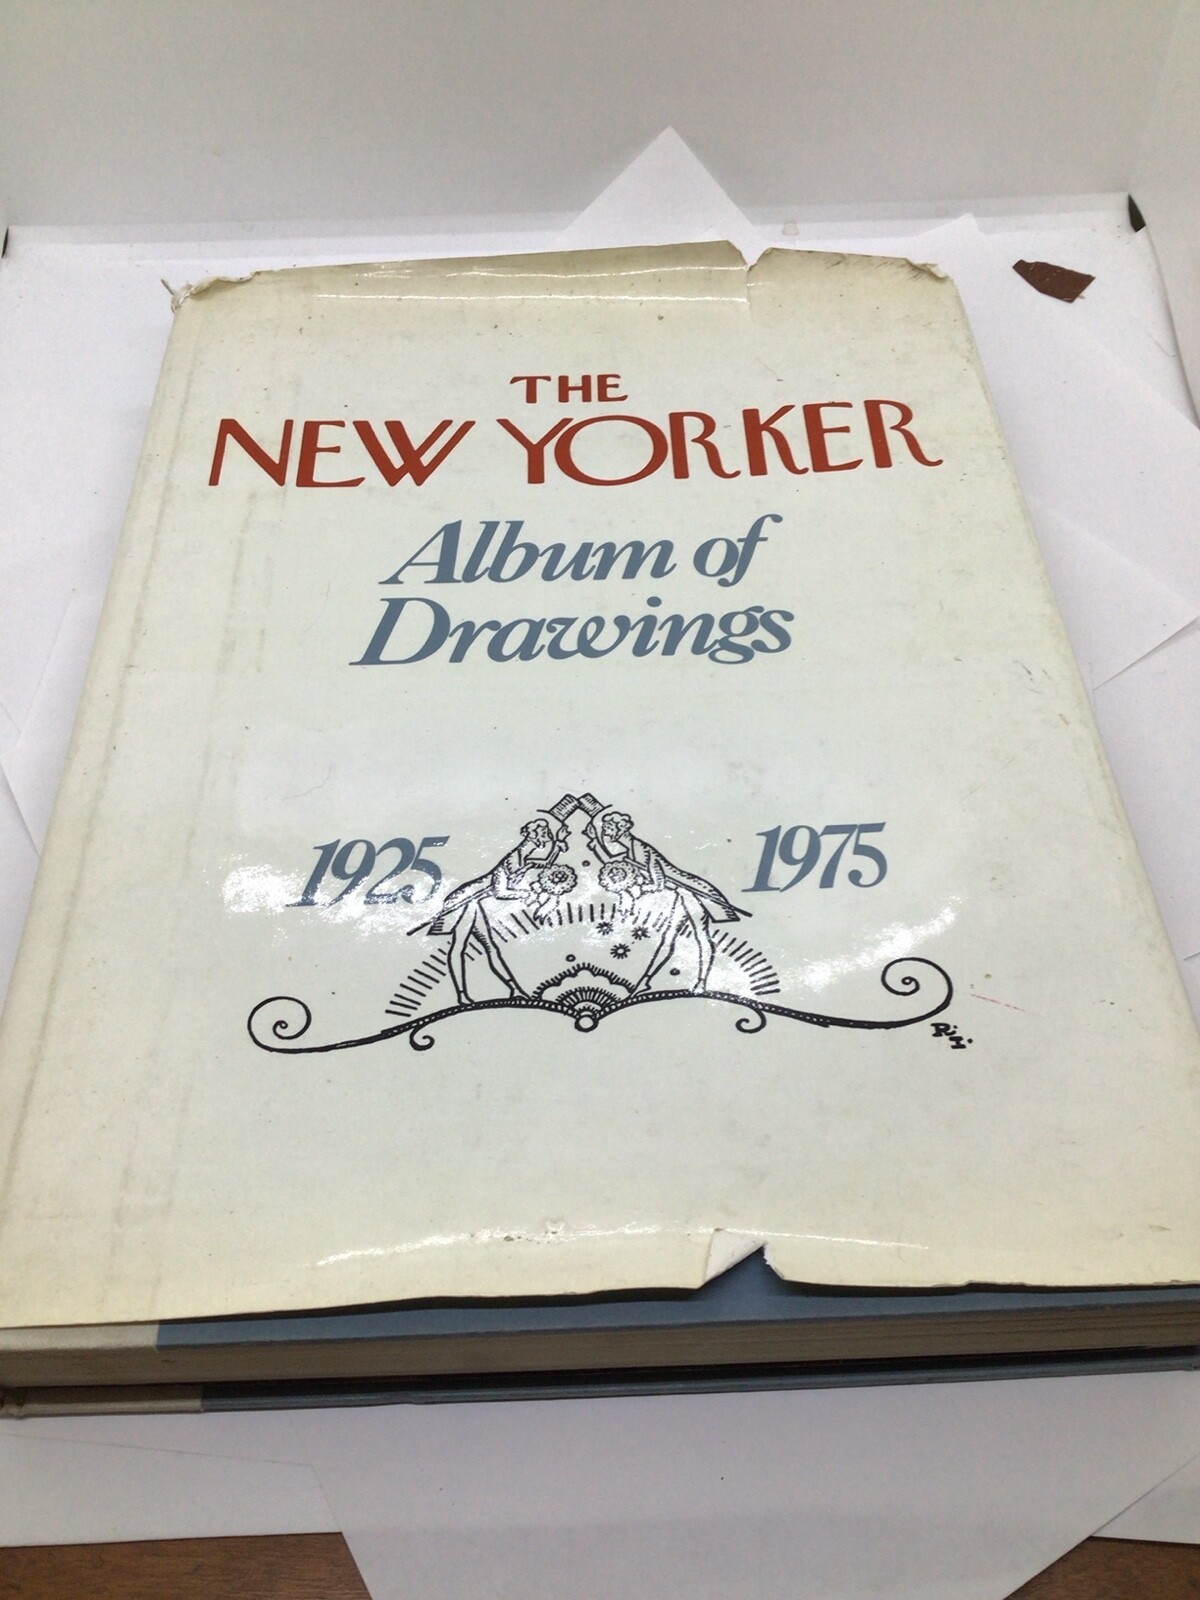 THE
NEW YORKER
Album of
Drawings
1925 1975